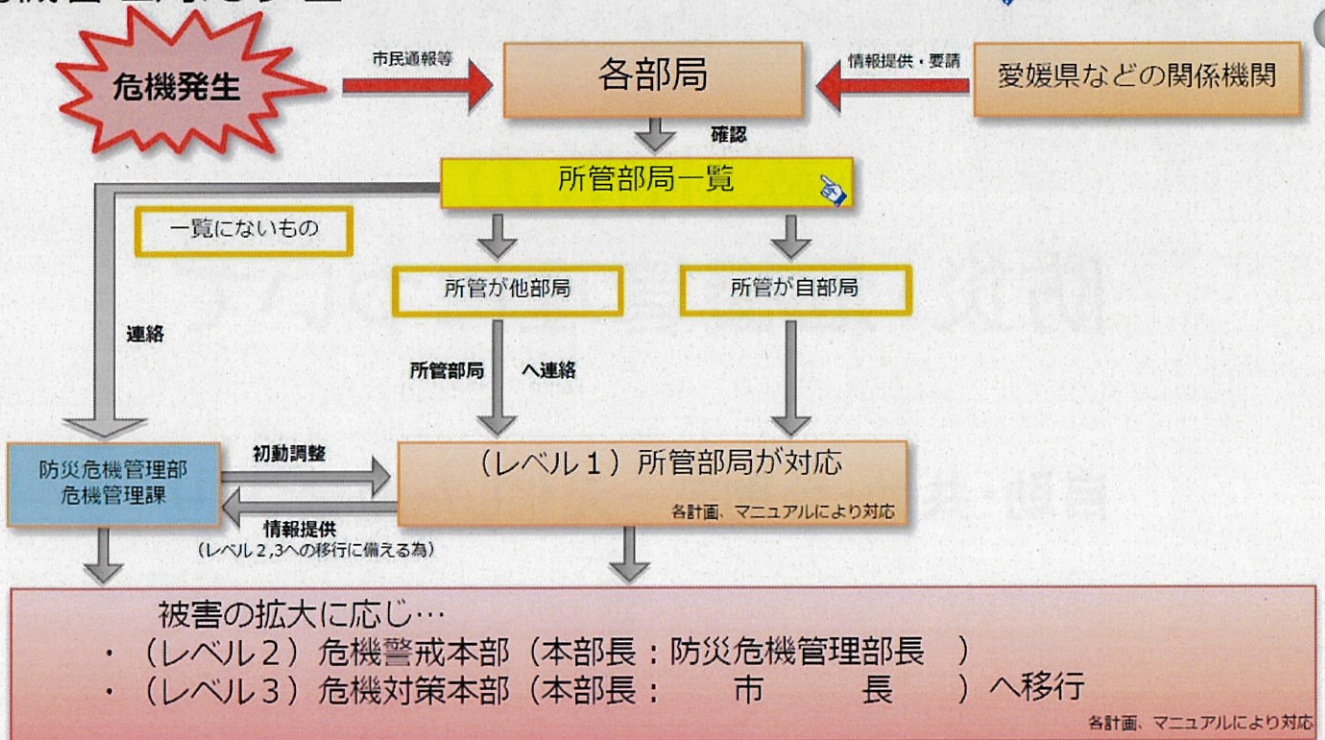 危機発生
市民通報等
各部局
情報提供・要請
愛媛県などの関係機関
確認
所管部局一覧
一覧にないもの
所管が他部局
所管が自部局
連絡
所管部局 へ連絡
防災危機管理部
危機管理課
初動調整
情報提供
(レベル2,3への移行に備える為)
(レベル1) 所管部局が対応
各計画、マニュアルにより対応
被害の拡大に応じ…
・(レベル2) 危機警戒本部 (本部長:防災危機管理部長 )
・(レベル3) 危機対策本部 (本部長: 市 長 ) へ移行
各計画、マニュアルにより対応